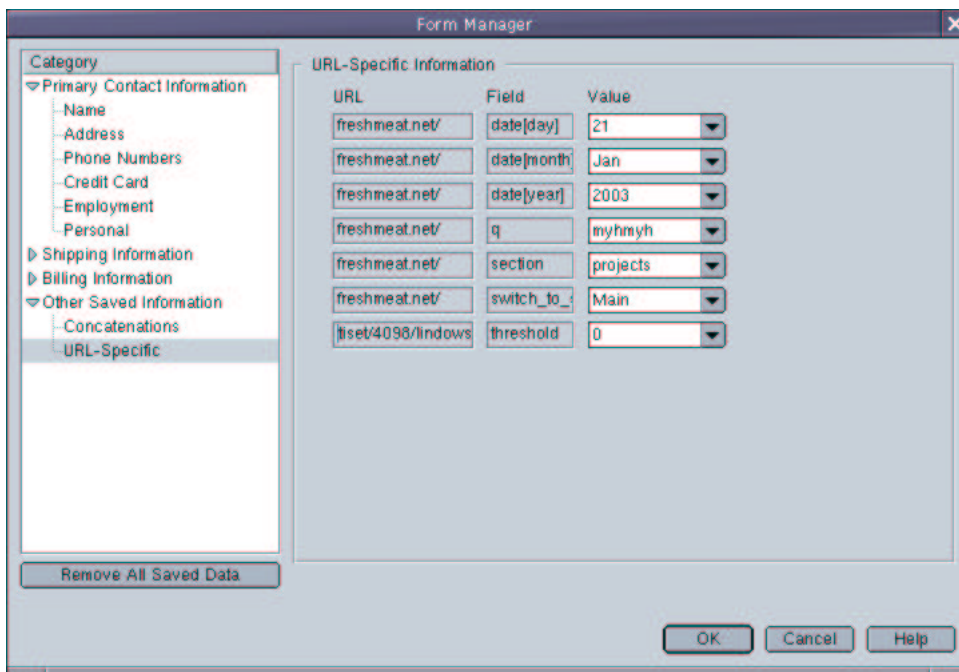 Form Manager
Category
Primary Contact Information
Name
Address
Phone Numbers
Credit Card
Employment
Personal
Shipping Information
Billing Information
Other Saved Information
Concatenations
URL-Specific
Remove All Saved Data
URL-Specific Information
URL Field Value
freshmeat.net/ date[day] 21
freshmeat.net/ date[month] Jan
freshmeat.net/ date[year] 2003
freshmeat.net/ q myhmyh
freshmeat.net/ section projects
freshmeat.net/ switch_to_s Main
tiset/4098/lindows threshold 0
OK Cancel Help